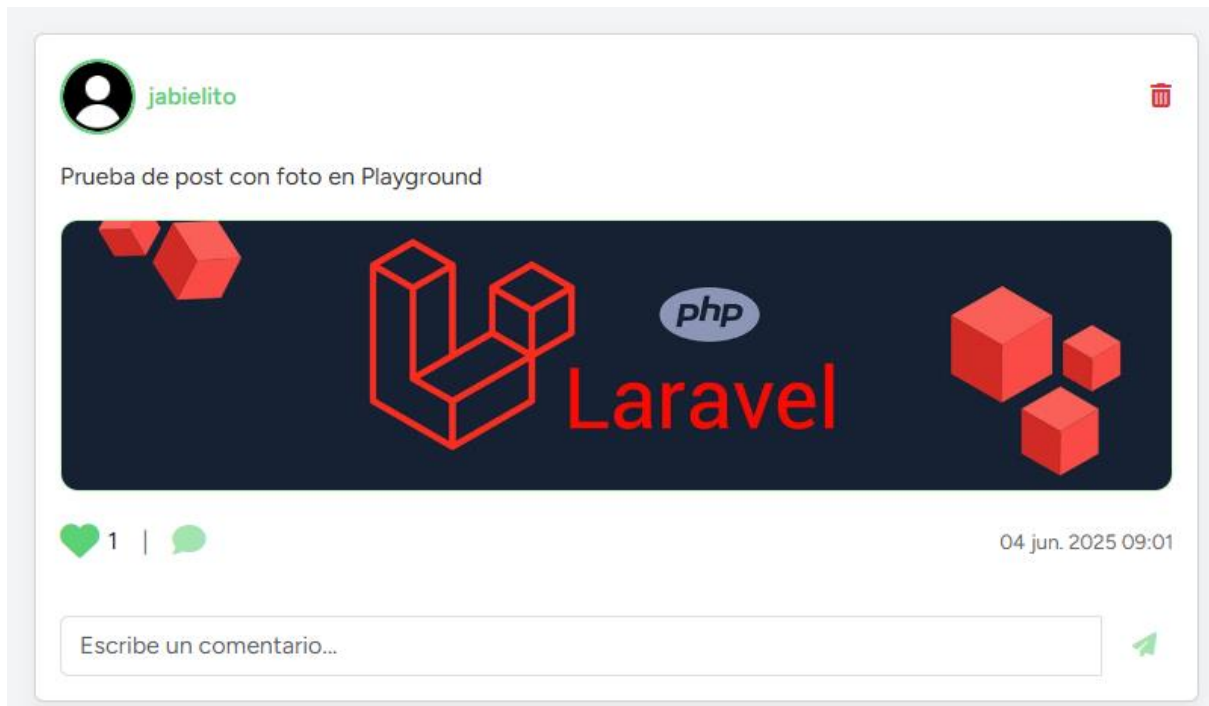 jabielito
Prueba de post con foto en Playground
php
Laravel
1 |
04 jun. 2025 09:01
Escribe un comentario...